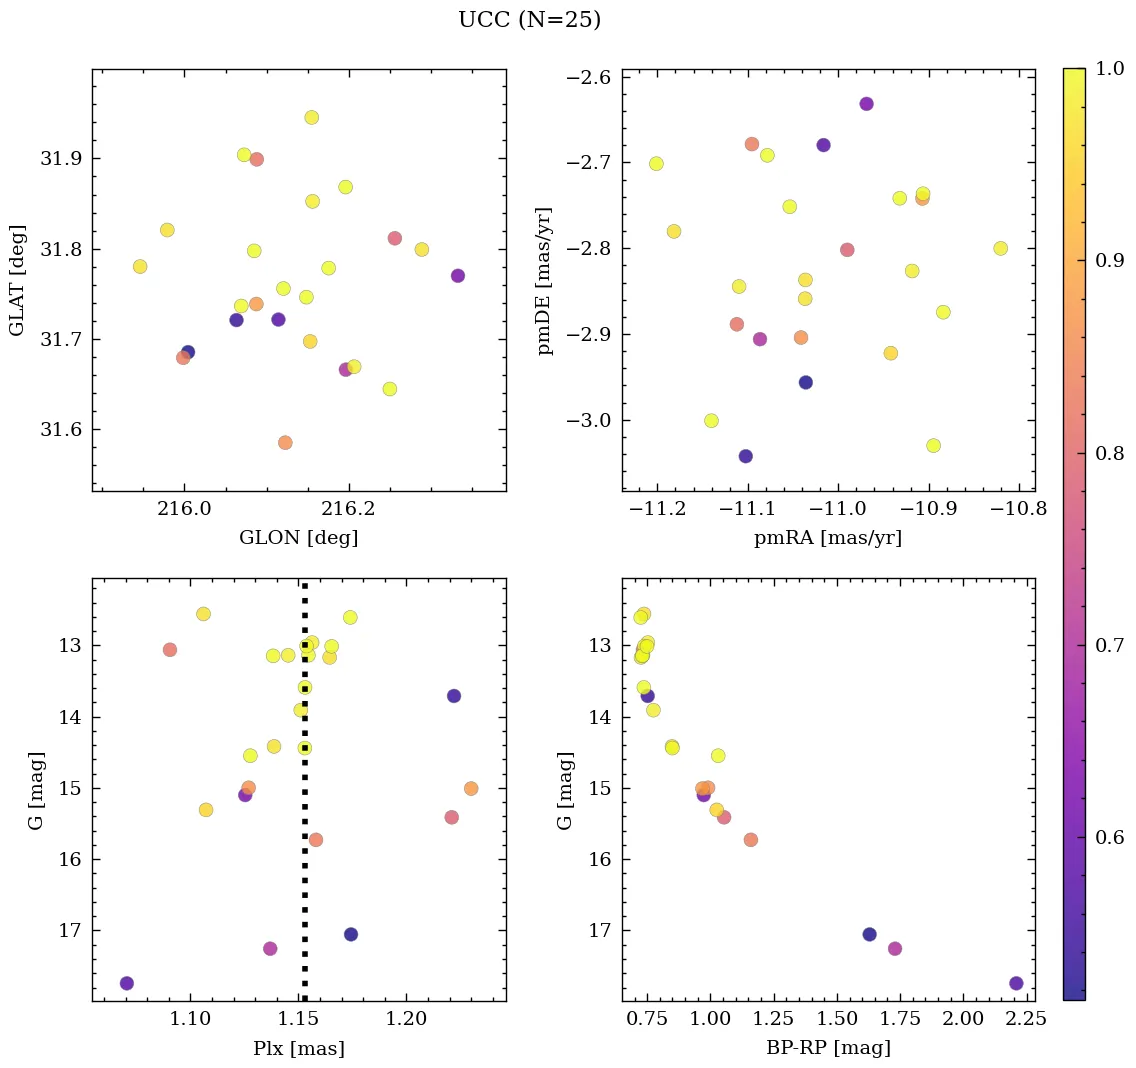 UCC (N=25)
31.9
31.8
31.7
31.6
GLAT [deg]
216.0 216.2
GLON [deg]
−2.6
−2.7
−2.8
−2.9
−3.0
pmDE [mas/yr]
−11.2 −11.1 −11.0 −10.9 −10.8
pmRA [mas/yr]
1.0
0.9
0.8
0.7
0.6
13
14
15
16
17
G [mag]
1.10 1.15 1.20
Plx [mas]
13
14
15
16
17
G [mag]
0.75 1.00 1.25 1.50 1.75 2.00 2.25
BP-RP [mag]